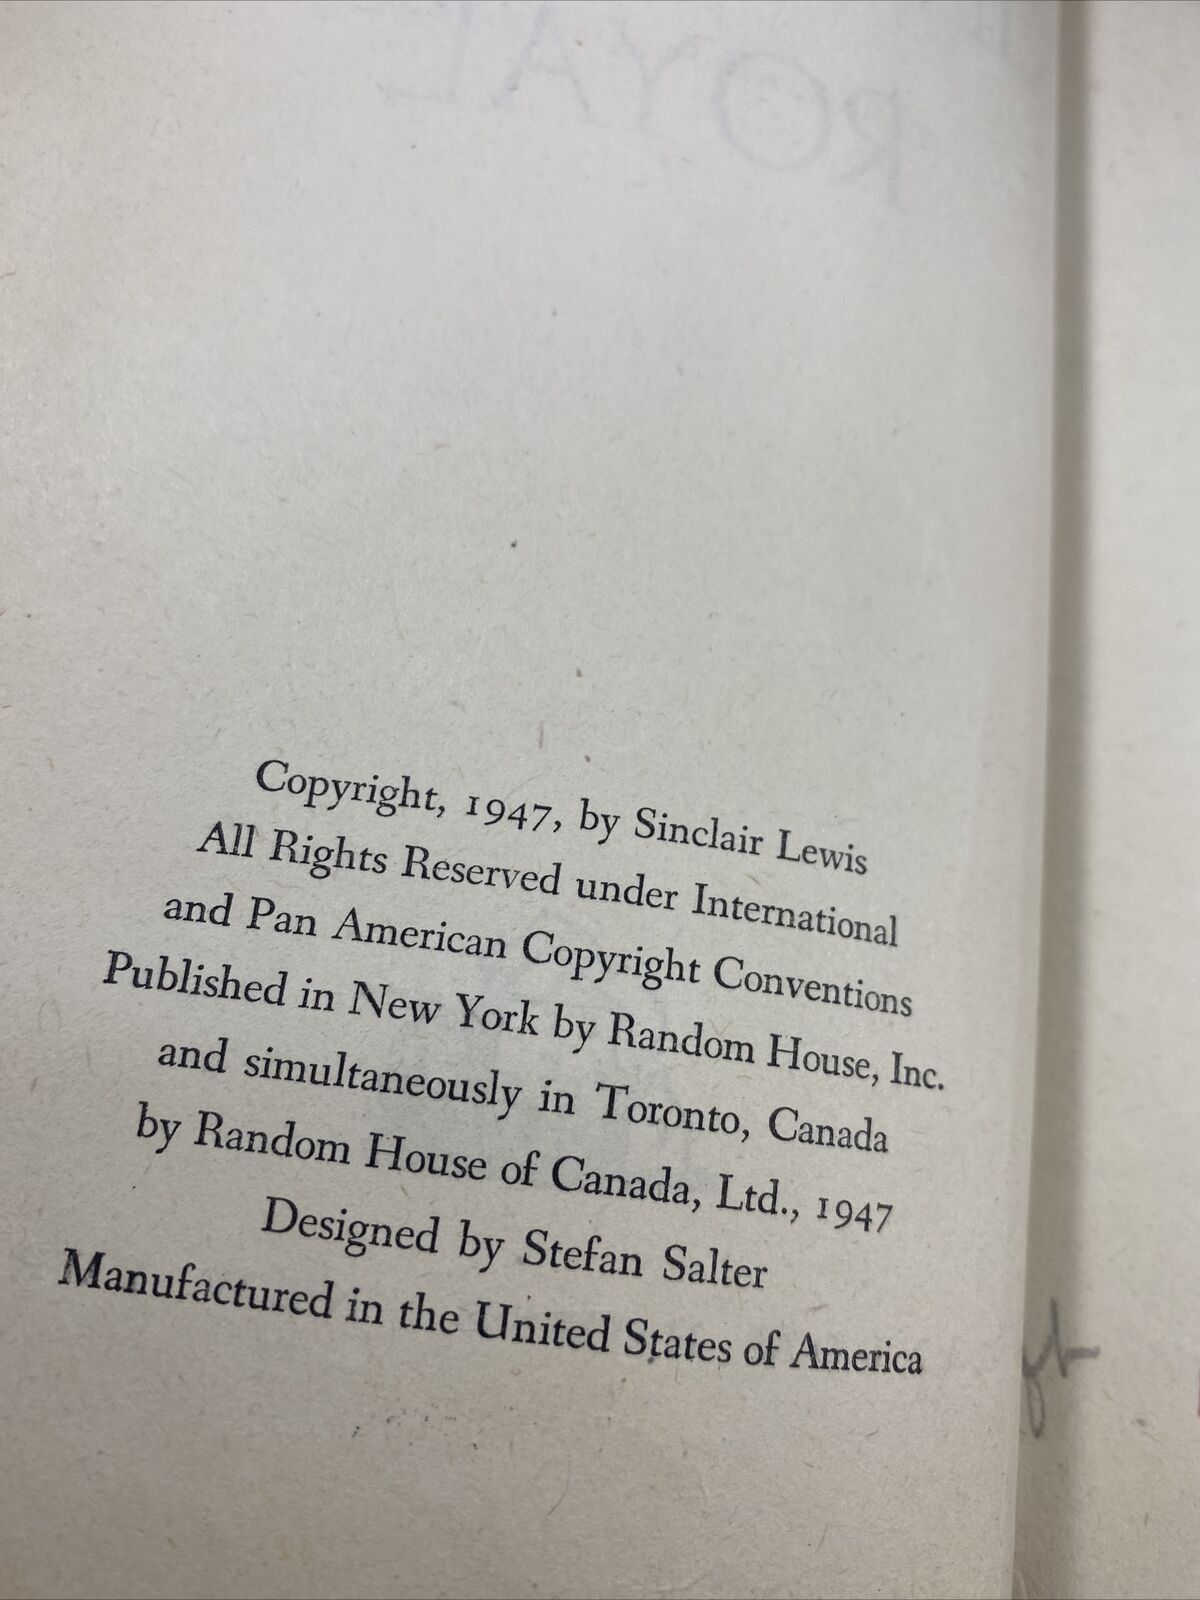 ROYAL
Copyright, 1947, by Sinclair Lewis
All Rights Reserved under International
and Pan American Copyright Conventions
Published in New York by Random House, Inc.
and simultaneously in Toronto, Canada
by Random House of Canada, Ltd., 1947
Designed by Stefan Salter
Manufactured in the United States of America